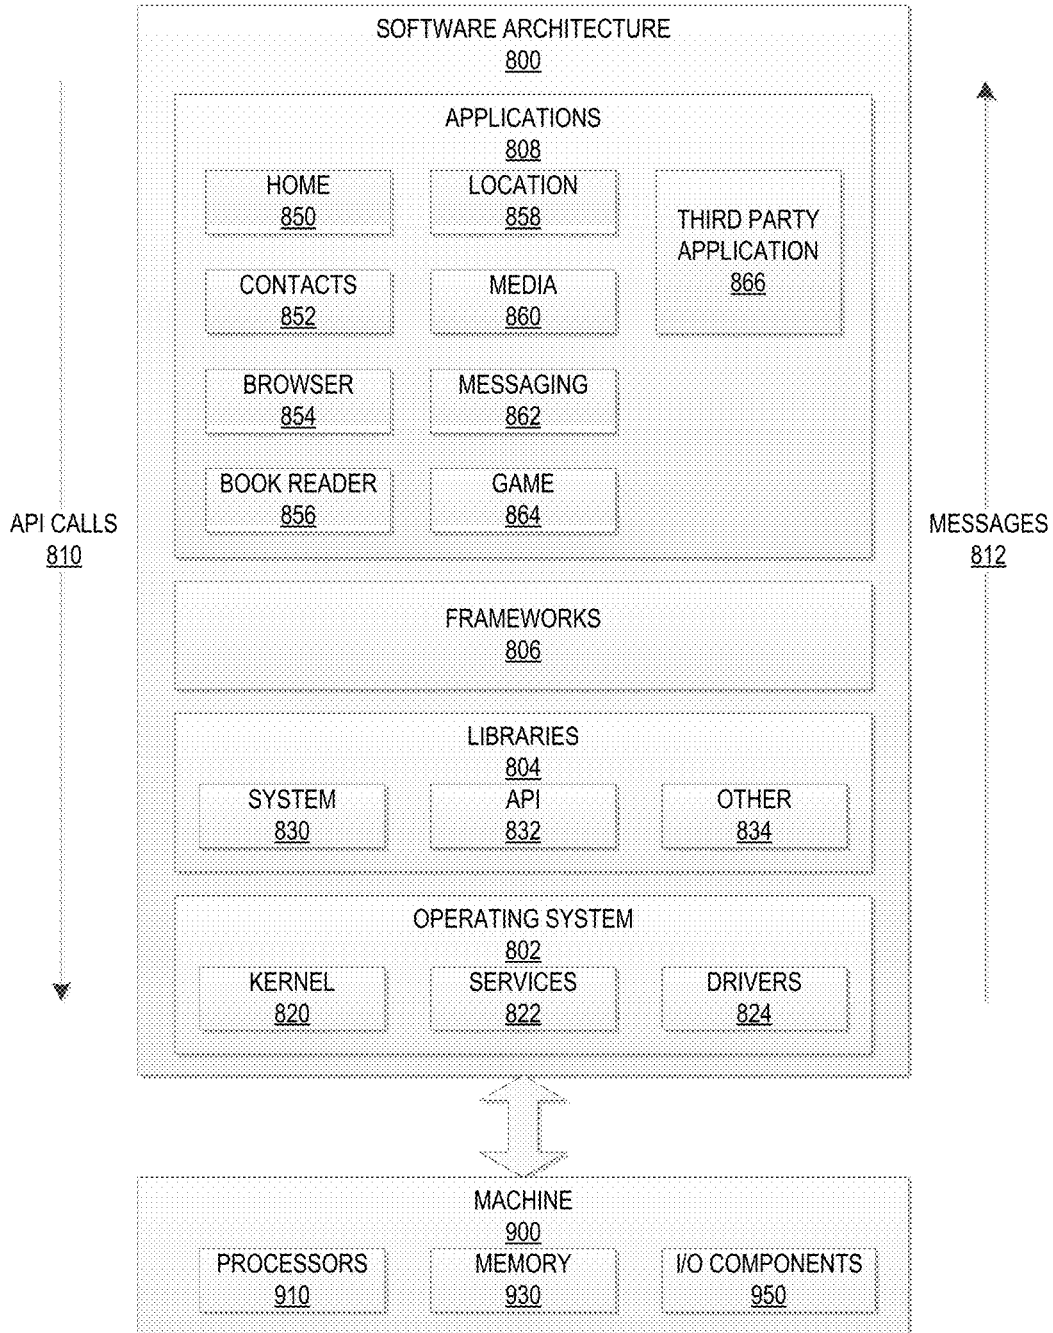 SOFTWARE ARCHITECTURE
800
APPLICATIONS
808
HOME
850
LOCATION
858
THIRD PARTY
APPLICATION
866
CONTACTS
852
MEDIA
860
BROWSER
854
MESSAGING
862
BOOK READER
856
GAME
864
API CALLS
810
MESSAGES
812
FRAMEWORKS
806
LIBRARIES
804
SYSTEM
830
API
832
OTHER
834
OPERATING SYSTEM
802
KERNEL
820
SERVICES
822
DRIVERS
824
MACHINE
900
PROCESSORS
910
MEMORY
930
I/O COMPONENTS
950